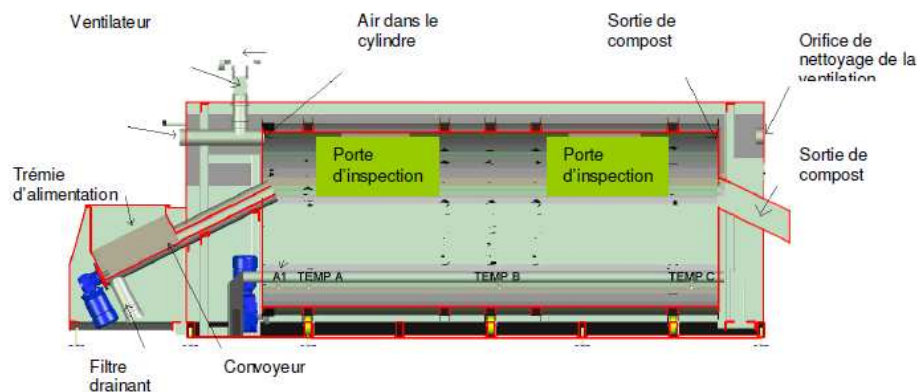 Ventilateur
Air dans le
cylindre
Sortie de
compost
Orifice de
nettoyage de la
ventilation
Porte
d'inspection
Porte
d'inspection
Trémie
d'alimentation
Sortie de
compost
A1 TEMP A
TEMP B
TEMP C
Filtre
drainant
Convoyeur